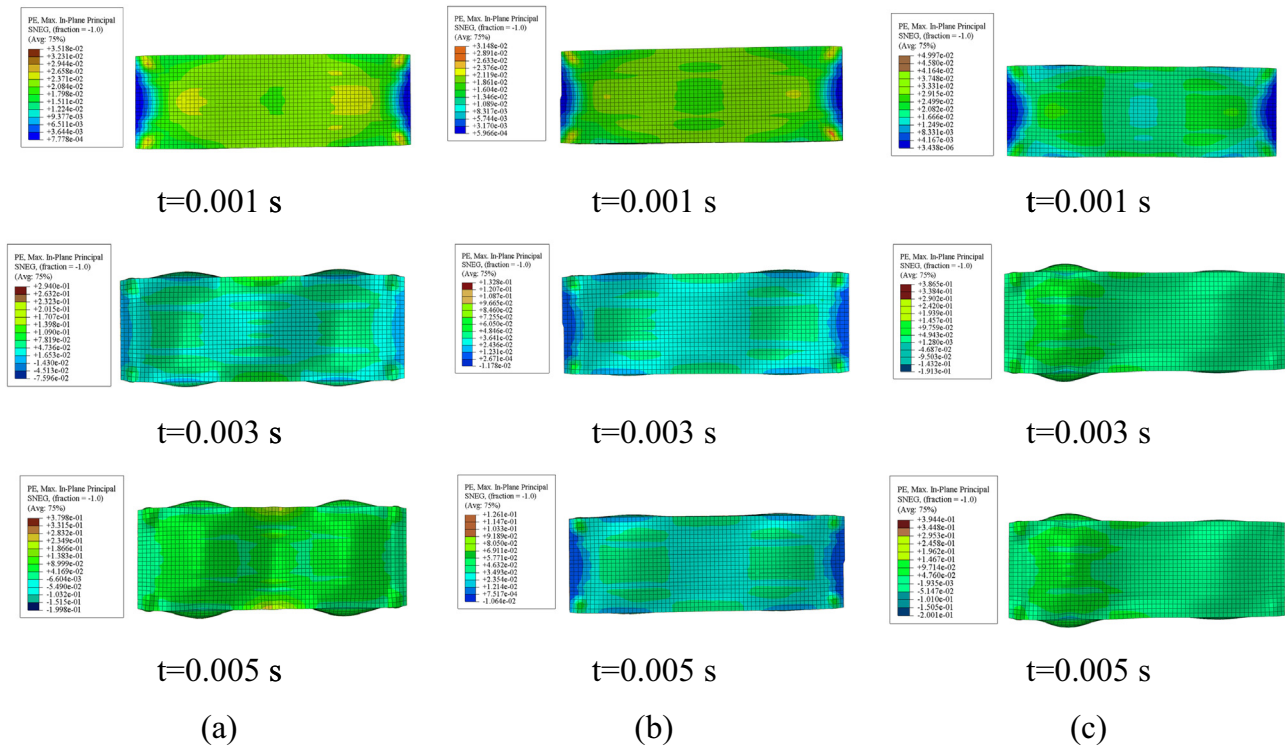 PE, Max. In-Plane Principal
SNEG, (fraction = -1.0)
(Avg: 75%)
+3.518e-02
+3.231e-02
+2.944e-02
+2.658e-02
+2.371e-02
+2.084e-02
+1.798e-02
+1.511e-02
+1.224e-02
+9.377e-03
+6.511e-03
+3.644e-03
+7.778e-04
t=0.001 s
PE, Max. In-Plane Principal
SNEG, (fraction = -1.0)
(Avg: 75%)
+3.148e-02
+2.891e-02
+2.633e-02
+2.376e-02
+2.119e-02
+1.861e-02
+1.604e-02
+1.346e-02
+1.089e-02
+8.317e-03
+5.744e-03
+3.170e-03
+5.966e-04
t=0.001 s
PE, Max. In-Plane Principal
SNEG, (fraction = -1.0)
(Avg: 75%)
+4.997e-02
+4.580e-02
+4.164e-02
+3.748e-02
+3.331e-02
+2.915e-02
+2.499e-02
+2.082e-02
+1.666e-02
+1.249e-02
+8.331e-03
+4.167e-03
+3.438e-06
t=0.001 s
PE, Max. In-Plane Principal
SNEG, (fraction = -1.0)
(Avg: 75%)
+2.940e-01
+2.632e-01
+2.323e-01
+2.015e-01
+1.707e-01
+1.398e-01
+1.090e-01
+7.819e-02
+4.736e-02
+1.653e-02
-1.430e-02
-4.513e-02
-7.596e-02
t=0.003 s
PE, Max. In-Plane Principal
SNEG, (fraction = -1.0)
(Avg: 75%)
+1.328e-01
+1.207e-01
+1.087e-01
+9.665e-02
+8.460e-02
+7.255e-02
+6.050e-02
+4.846e-02
+3.641e-02
+2.436e-02
+1.231e-02
+2.671e-04
-1.178e-02
t=0.003 s
PE, Max. In-Plane Principal
SNEG, (fraction = -1.0)
(Avg: 75%)
+3.865e-01
+3.384e-01
+2.902e-01
+2.420e-01
+1.939e-01
+1.457e-01
+9.759e-02
+4.943e-02
+1.280e-03
-4.687e-02
-9.503e-02
-1.432e-01
-1.913e-01
t=0.003 s
PE, Max. In-Plane Principal
SNEG, (fraction = -1.0)
(Avg: 75%)
+3.798e-01
+3.315e-01
+2.832e-01
+2.349e-01
+1.866e-01
+1.383e-01
+8.999e-02
+4.169e-02
-6.604e-03
-5.490e-02
-1.032e-01
-1.515e-01
-1.998e-01
t=0.005 s
PE, Max. In-Plane Principal
SNEG, (fraction = -1.0)
(Avg: 75%)
+1.261e-01
+1.147e-01
+1.033e-01
+9.189e-02
+8.050e-02
+6.911e-02
+5.771e-02
+4.632e-02
+3.493e-02
+2.354e-02
+1.214e-02
+7.517e-04
-1.064e-02
t=0.005 s
PE, Max. In-Plane Principal
SNEG, (fraction = -1.0)
(Avg: 75%)
+3.944e-01
+3.448e-01
+2.953e-01
+2.458e-01
+1.962e-01
+1.467e-01
+9.714e-02
+4.760e-02
-1.935e-03
-5.147e-02
-1.010e-01
-1.505e-01
-2.001e-01
t=0.005 s
(a)
(b)
(c)